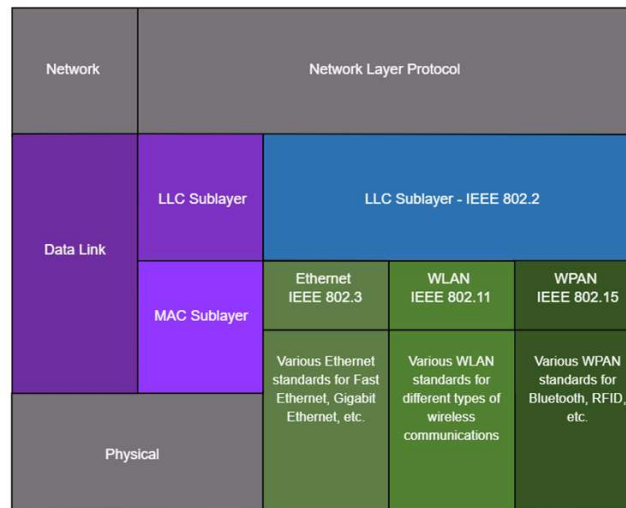 Network
Network Layer Protocol
Data Link
LLC Sublayer
LLC Sublayer - IEEE 802.2
MAC Sublayer
Ethernet
IEEE 802.3
WLAN
IEEE 802.11
WPAN
IEEE 802.15
Various Ethernet
standards for Fast
Ethernet, Gigabit
Ethernet, etc.
Various WLAN
standards for
different types of
wireless
communications
Various WPAN
standards for
Bluetooth, RFID,
etc.
Physical